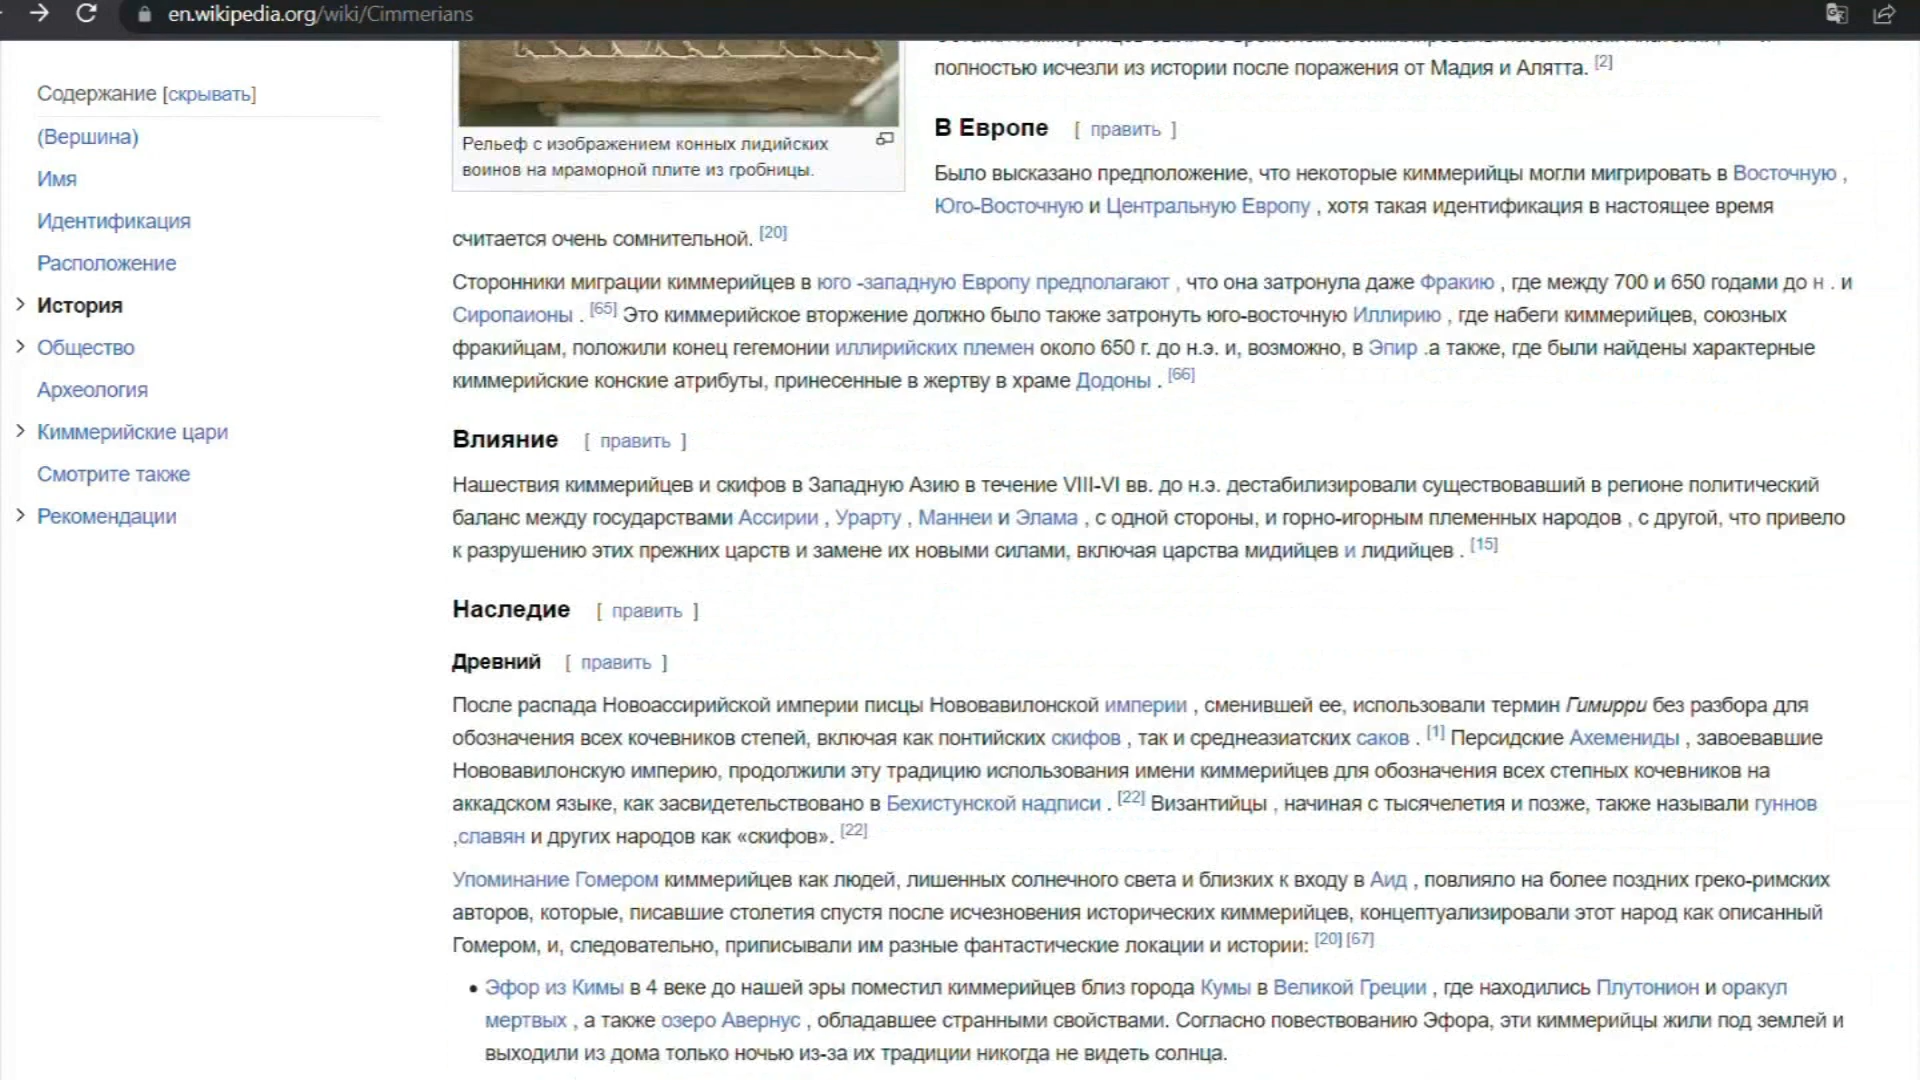 en.wikipedia.org/wiki/Cimmerians
Содержание [скрывать]
(Вершина)
Имя
Идентификация
Расположение
История
Общество
Археология
Киммерийские цари
Смотрите также
Рекомендации
Рельеф с изображением конных лидийских
воинов на мраморной плите из гробницы.
полностью исчезли из истории после поражения от Мадия и Алятта. [2]
В Европе [ править ]
Было высказано предположение, что некоторые киммерийцы могли мигрировать в Восточную ,
Юго-Восточную и Центральную Европу , хотя такая идентификация в настоящее время
считается очень сомнительной. [20]
Сторонники миграции киммерийцев в юго -западную Европу предполагают , что она затронула даже Фракию , где между 700 и 650 годами до н . и
Сиропаионы . [65] Это киммерийское вторжение должно было также затронуть юго-восточную Иллирию , где набеги киммерийцев, союзных
фракийцам, положили конец гегемонии иллирийских племен около 650 г. до н.э. и, возможно, в Эпир .а также, где были найдены характерные
киммерийские конские атрибуты, принесенные в жертву в храме Додоны . [66]
Влияние [ править ]
Нашествия киммерийцев и скифов в Западную Азию в течение VIII-VI вв. до н.э. дестабилизировали существовавший в регионе политический
баланс между государствами Ассирии , Урарту , Маннеи и Элама , с одной стороны, и горно-игорным племенных народов , с другой, что привело
к разрушению этих прежних царств и замене их новыми силами, включая царства мидийцев и лидийцев . [15]
Наследие [ править ]
Древний [ править ]
После распада Новоассирийской империи писцы Нововавилонской империи , сменившей ее, использовали термин Гимирри без разбора для
обозначения всех кочевников степей, включая как понтийских скифов , так и среднеазиатских саков . [1] Персидские Ахемениды , завоевавшие
Нововавилонскую империю, продолжили эту традицию использования имени киммерийцев для обозначения всех степных кочевников на
аккадском языке, как засвидетельствовано в Бехистунской надписи . [22] Византийцы , начиная с тысячелетия и позже, также называли гуннов
,славян и других народов как «скифов». [22]
Упоминание Гомером киммерийцев как людей, лишенных солнечного света и близких к входу в Аид , повлияло на более поздних греко-римских
авторов, которые, писавшие столетия спустя после исчезновения исторических киммерийцев, концептуализировали этот народ как описанный
Гомером, и, следовательно, приписывали им разные фантастические локации и истории: [20] [67]
• Эфор из Кимы в 4 веке до нашей эры поместил киммерийцев близ города Кумы в Великой Греции , где находились Плутонион и оракул
мертвых , а также озеро Авернус , обладавшее странными свойствами. Согласно повествованию Эфора, эти киммерийцы жили под землей и
выходили из дома только ночью из-за их традиции никогда не видеть солнца.